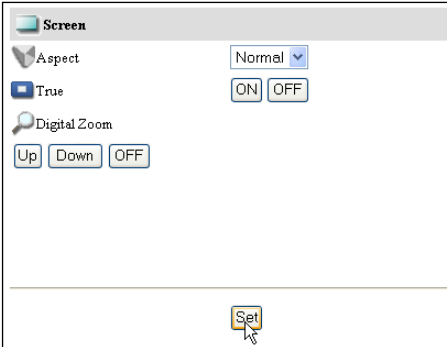 Screen
Aspect Normal
True ON OFF
Digital Zoom
Up Down OFF
Set